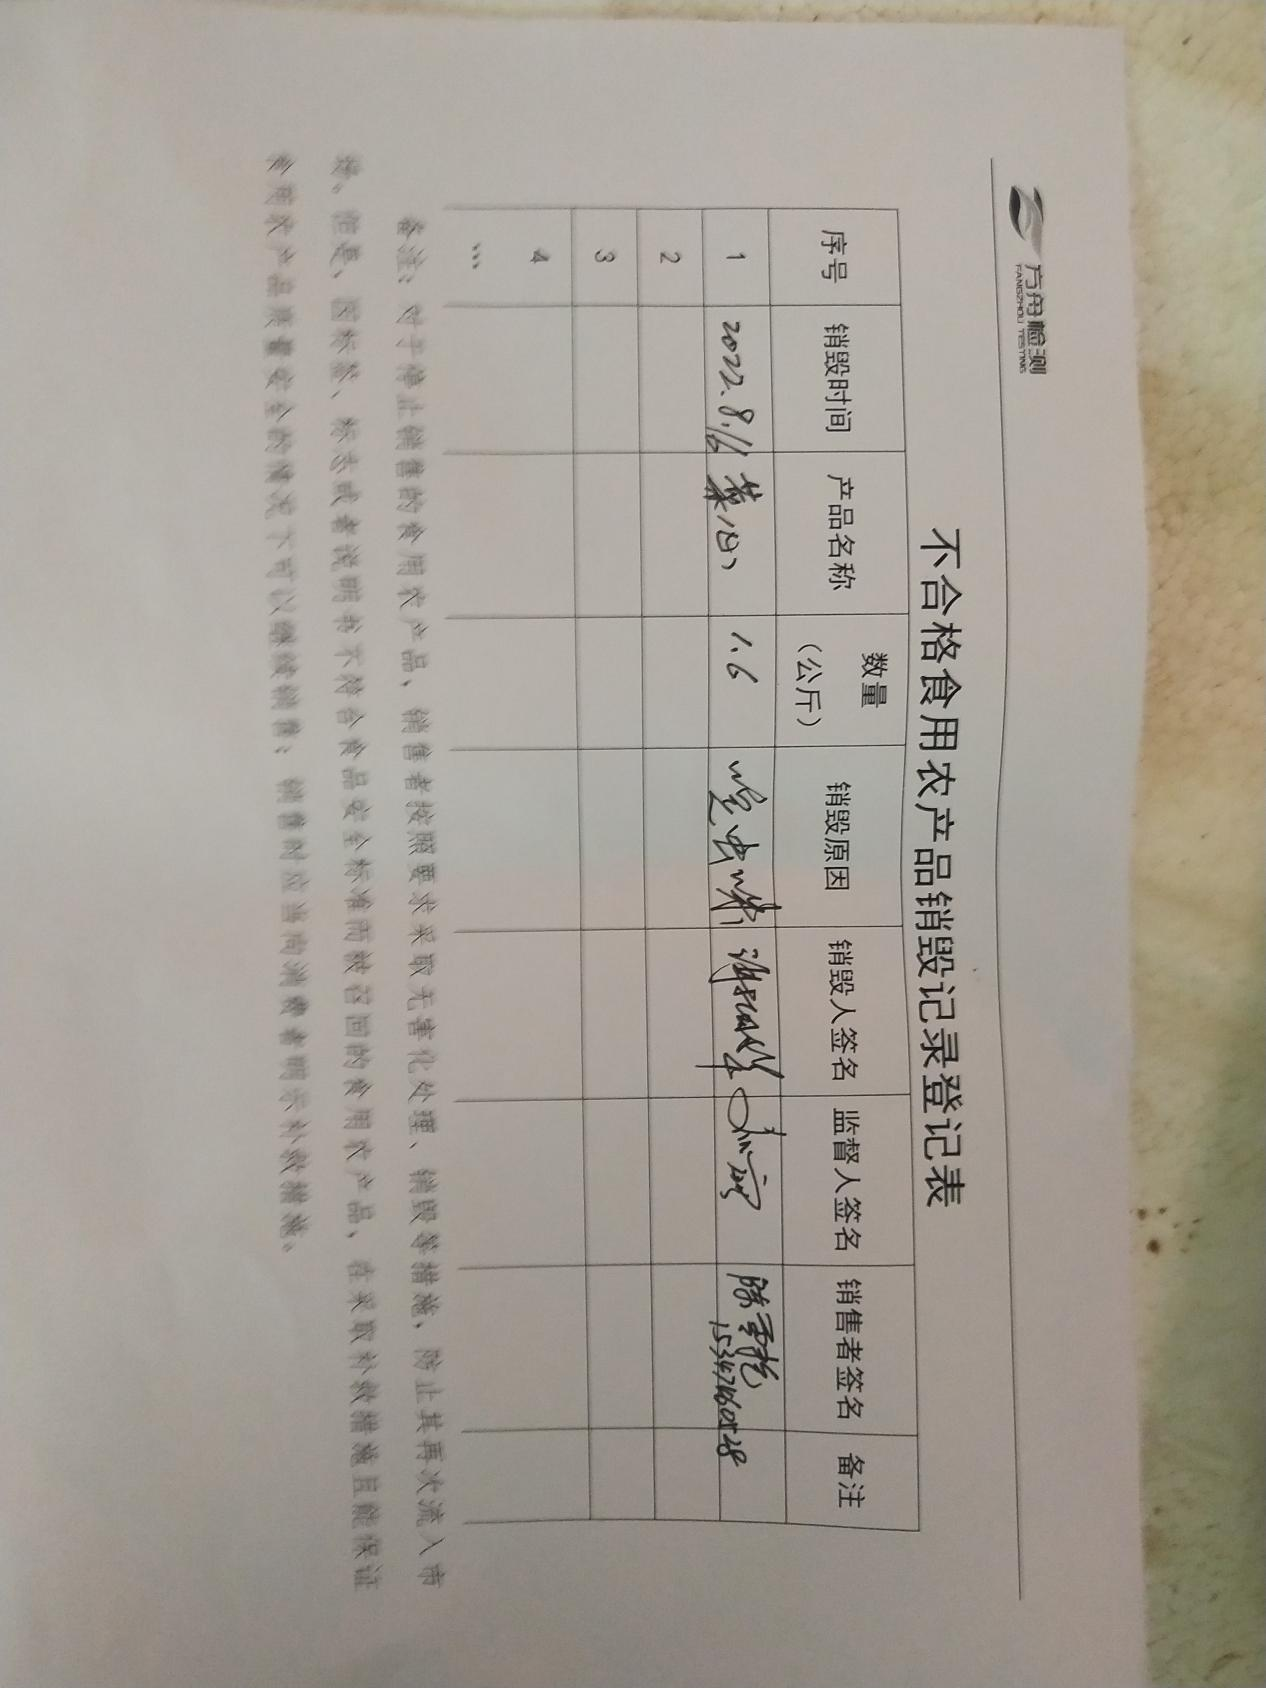 方舟检测
FANGZHOU TESTING
不合格食用农产品销毁记录登记表
序号 销毁时间 产品名称 数量（公斤） 销毁原因 销毁人签名 监督人签名 销售者签名 备注
1 2022.8.16 1.6 陈
2
3
4
...
备注：对于停止销售的食用农产品，销售者按照要求采取无害化处理、销毁等措施，防止其再次流入市
场。但是，因标签、标志或者说明书不符合食品安全标准而被召回的食用农产品，在采取补救措施且能保证
食用农产品质量安全的情况下可以继续销售；销售时应当向消费者明示补救措施。